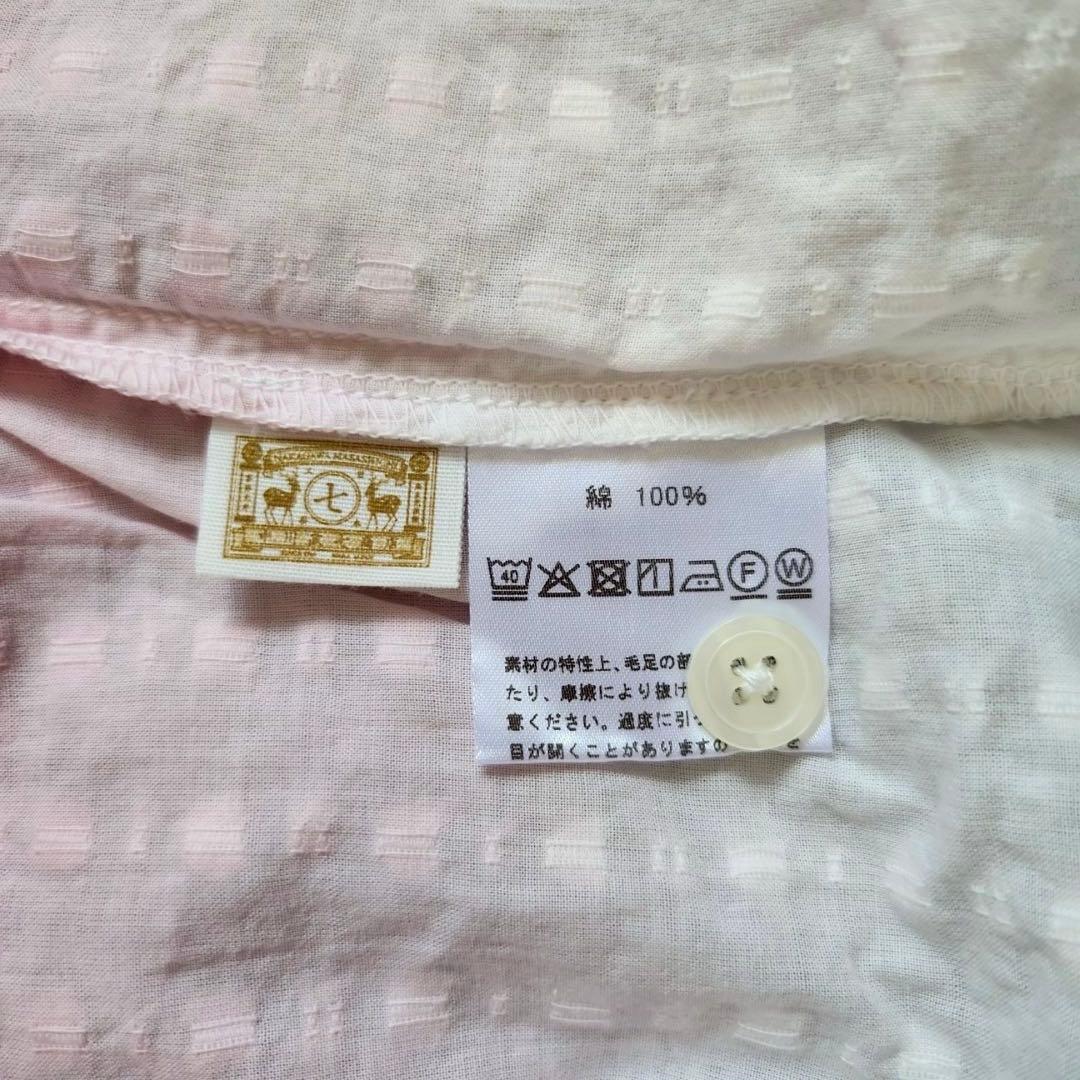 NAKAGAWA MASASHICHI
七
綿 100%
40
F
W
素材の特性上、毛足の部
たり、摩擦により抜け
意ください。過度に引っ
目が開くことがありますの